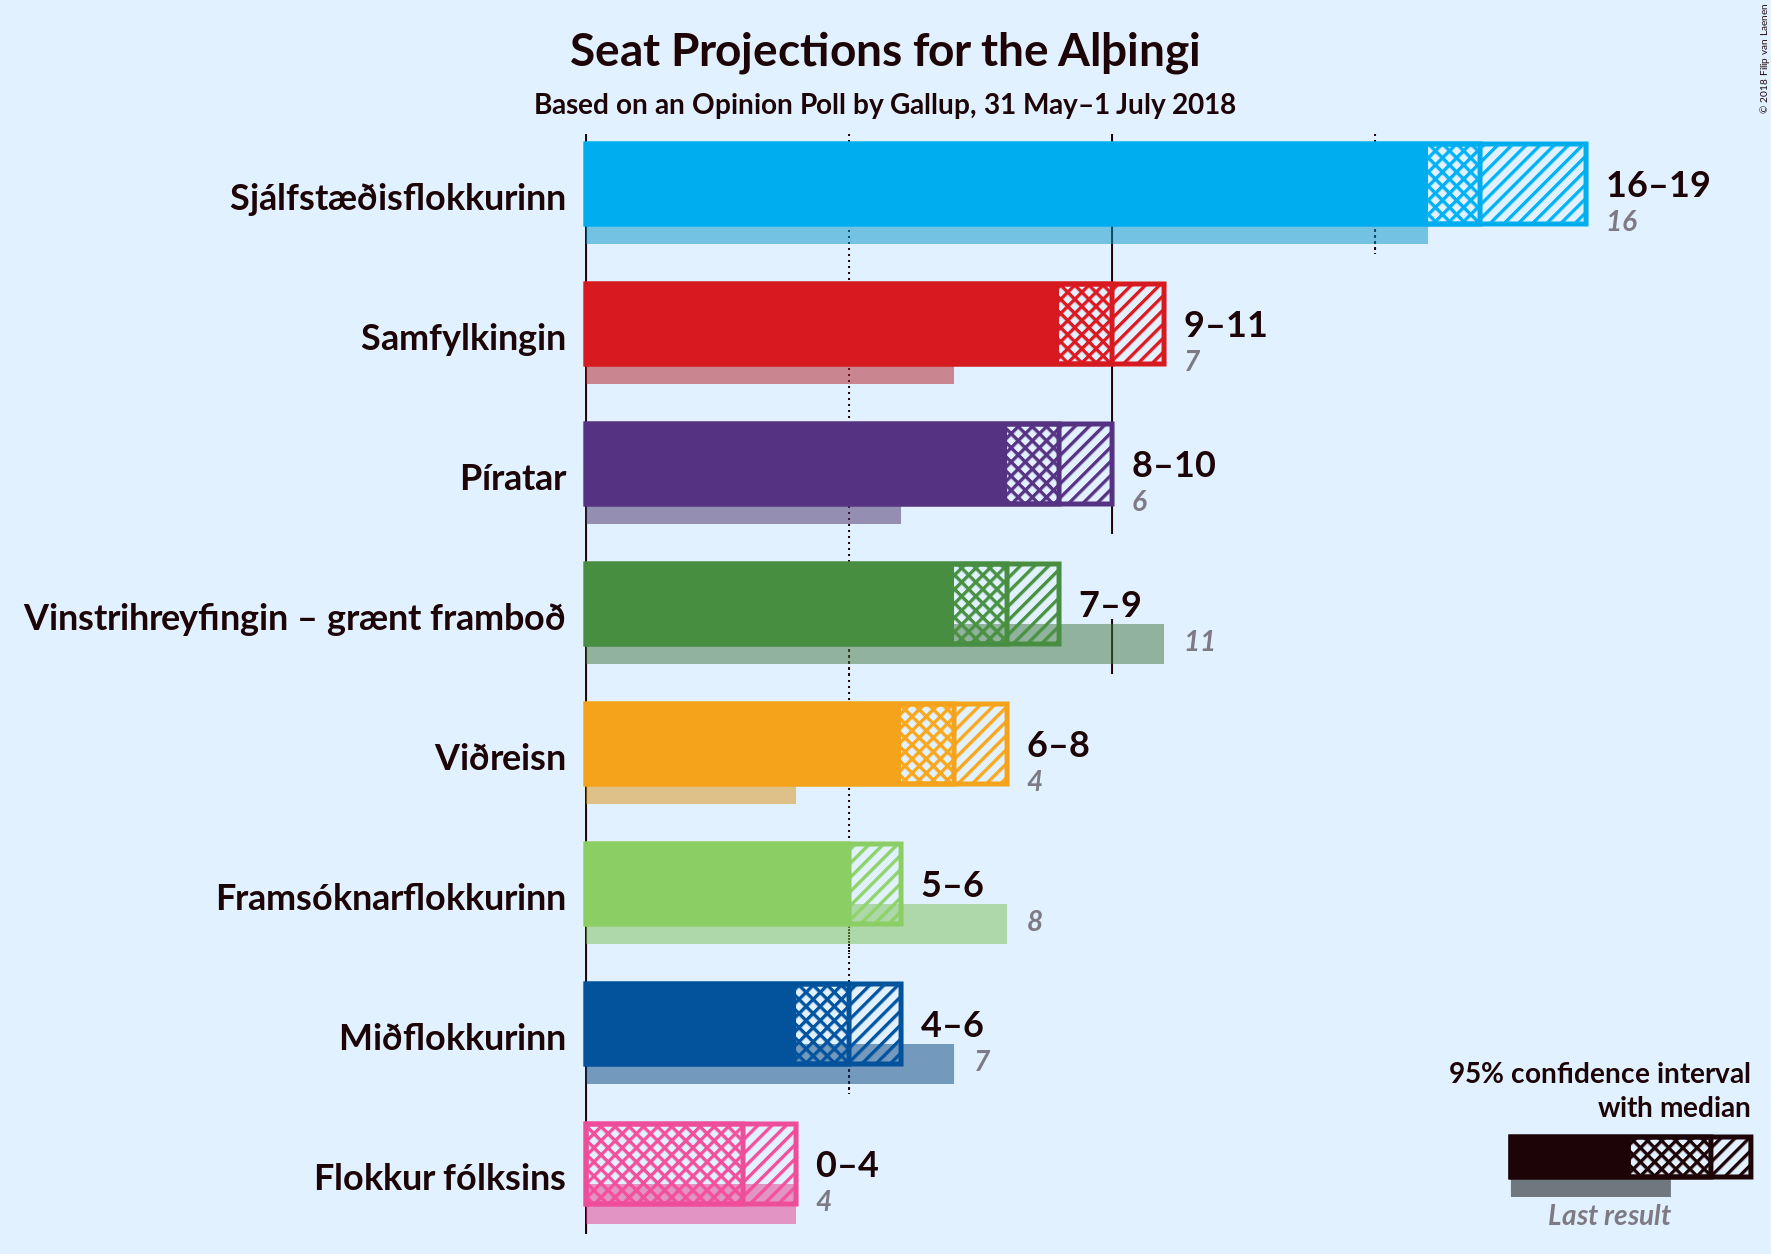 Seat Projections for the Alþingi
Based on an Opinion Poll by Gallup, 31 May–1 July 2018
© 2018 Filip van Laenen
Sjálfstæðisflokkurinn
16–19
16
Samfylkingin
9–11
7
Píratar
8–10
6
Vinstrihreyfingin – grænt framboð
7–9
11
Viðreisn
6–8
4
Framsóknarflokkurinn
5–6
8
Miðflokkurinn
4–6
7
Flokkur fólksins
0–4
4
95% confidence interval
with median
Last result